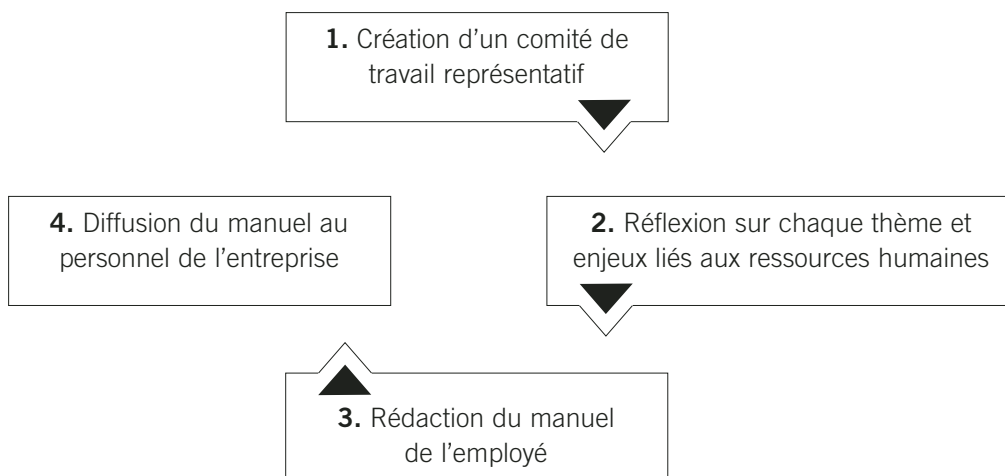 1. Création d’un comité de
travail représentatif
4. Diffusion du manuel au
personnel de l’entreprise
2. Réflexion sur chaque thème et
enjeux liés aux ressources humaines
3. Rédaction du manuel
de l’employé